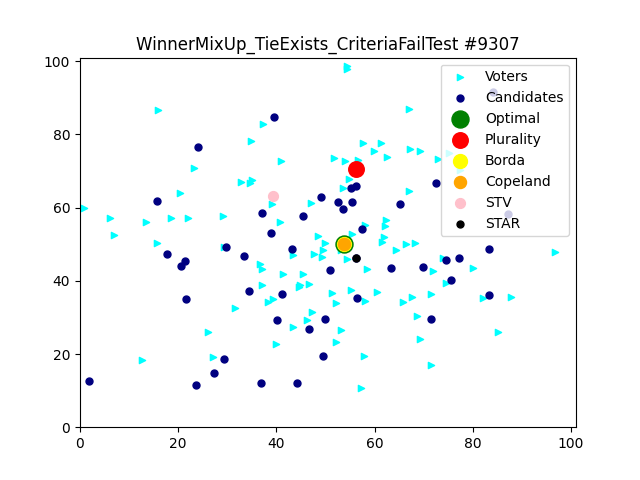 WinnerMixUp_TieExists_CriteriaFailTest #9307
100
80
60
40
20
0
0 20 40 60 80 100
Voters
Candidates
Optimal
Plurality
Borda
Copeland
STV
STAR